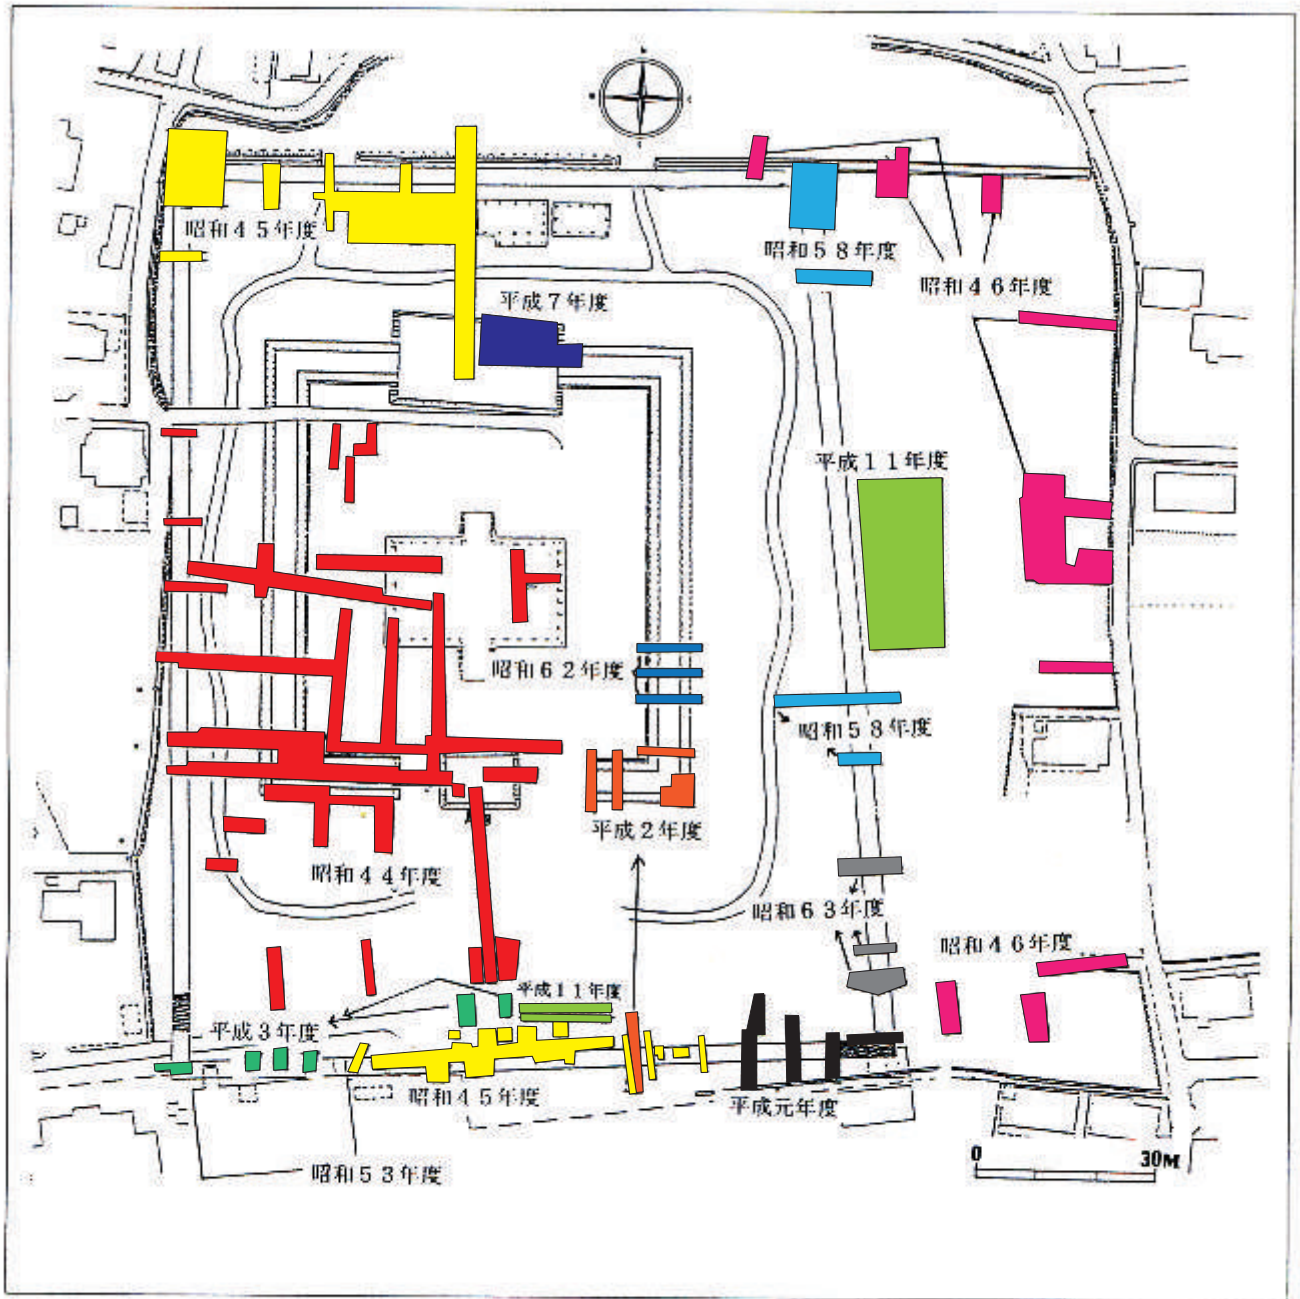 昭和45年度
昭和58年度
昭和46年度
平成7年度
平成11年度
昭和62年度
昭和58年度
平成2年度
昭和44年度
昭和63年度
昭和46年度
平成11年度
平成3年度
昭和45年度
平成元年度
昭和53年度
0 30M